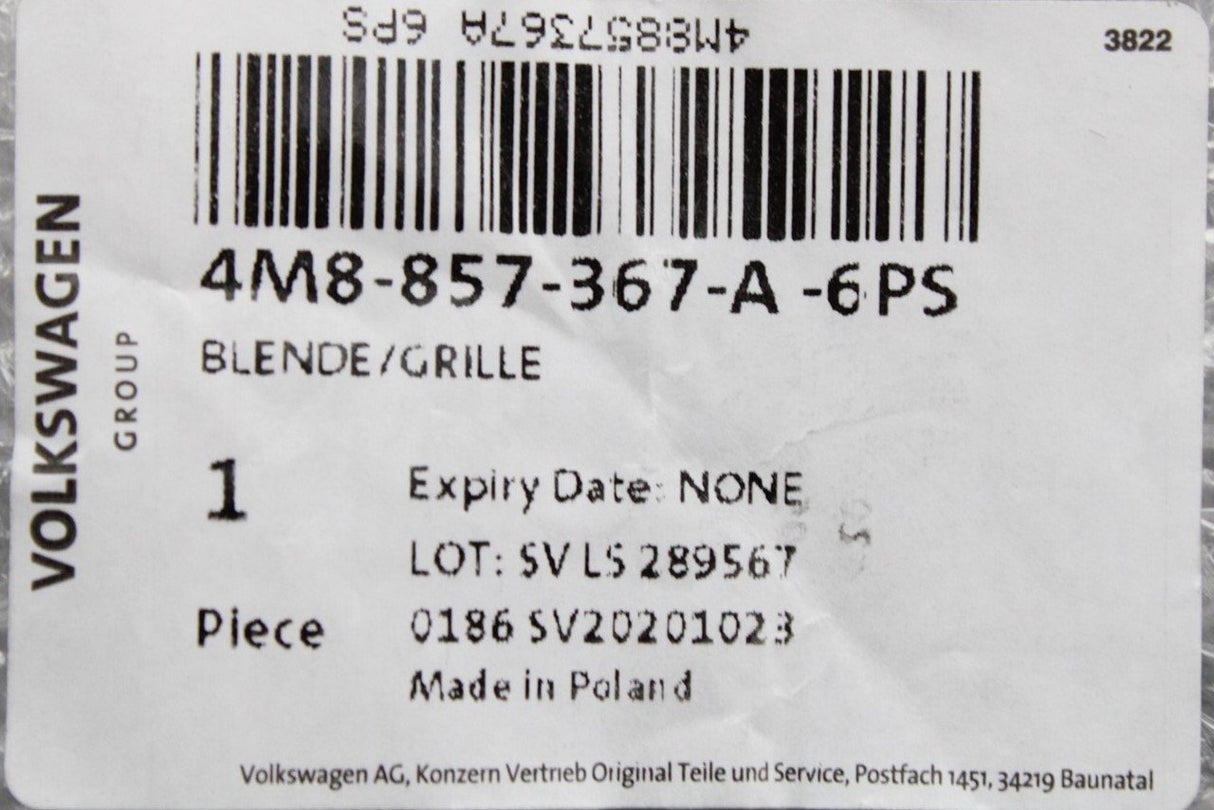 4M8857367A 6PS
3822
4M8-857-367-A -6PS
BLENDE/GRILLE
VOLKSWAGEN
GROUP
1
Piece
Expiry Date: NONE
LOT: SV LS 289567
0186 SV20201023
Made in Poland
Volkswagen AG, Konzern Vertrieb Original Teile und Service, Postfach 1451, 34219 Baunatal